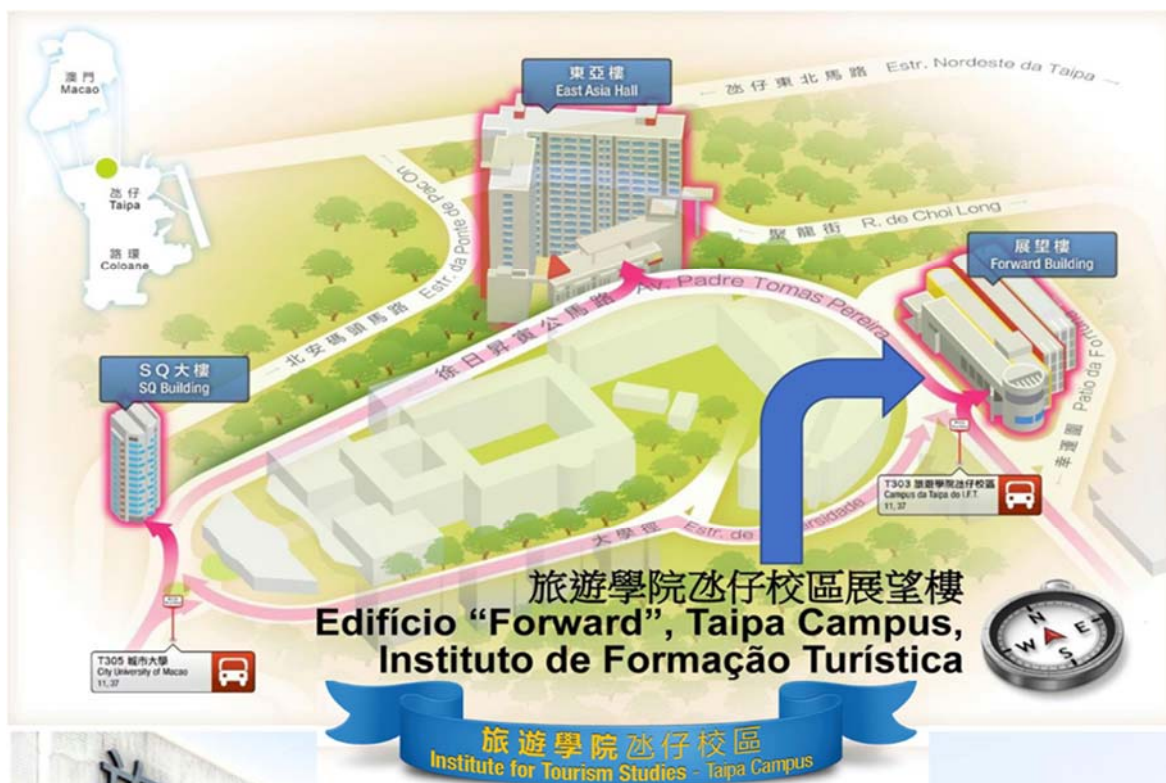 澳門
Macao
氹仔
Taipa
路環
Coloane
東亞樓
East Asia Hall
← 氹仔東北馬路 Estr. Nordeste da Taipa →
北安碼頭馬路 Estr. da Ponte de Pac On
聚龍街 R. de Choi Long
展望樓
Forward Building
徐日昇寅公馬路 Av. Padre Tomas Pereira
SQ大樓
SQ Building
幸運圍 Patio da Fortuna
T303 旅遊學院氹仔校區
Campus da Taipa do I.F.T.
11, 37
大學徑 Estr. de
旅遊學院氹仔校區展望樓
Edifício “Forward”, Taipa Campus,
Instituto de Formação Turística
N
W E
S
T305 城市大學
City University of Macao
11, 37
旅遊學院氹仔校區
Institute for Tourism Studies - Taipa Campus